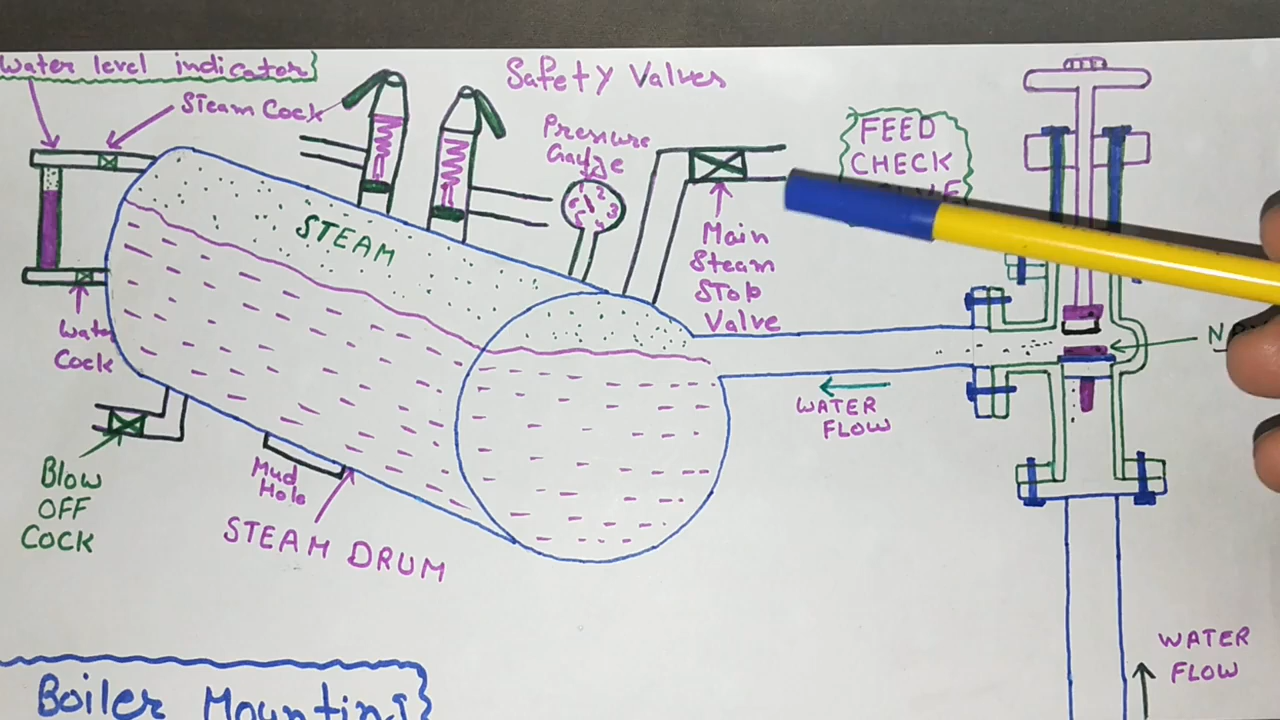 Water level indicator
Steam Cock
Safety Valves
Pressure
Gauge
FEED
CHECK
STEAM
Main
Steam
Stop
Valve
Water
Cock
WATER
FLOW
Mud
Hole
Blow
OFF
COCK
STEAM DRUM
WATER
FLOW
Boiler Mounting